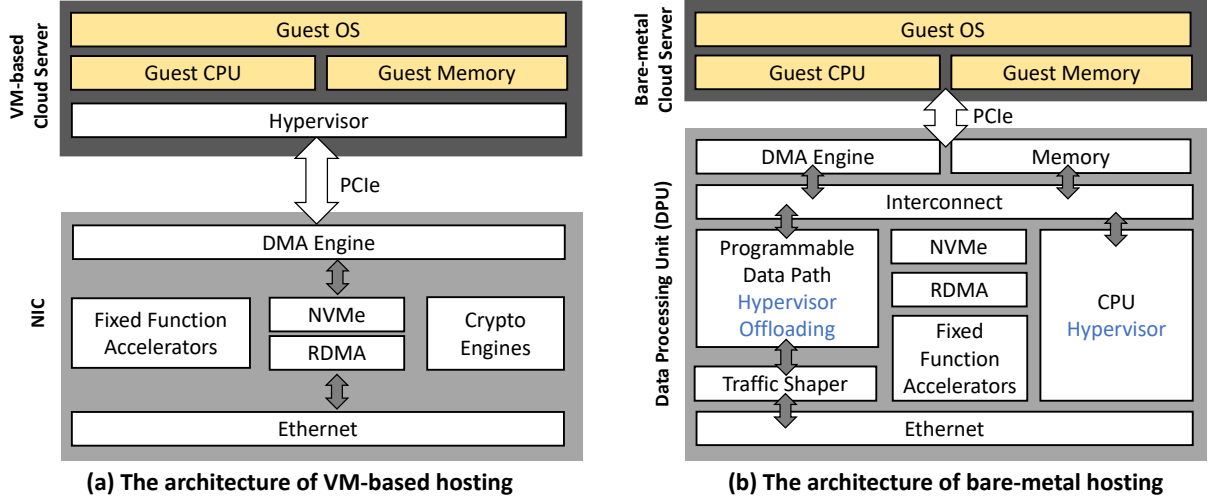 VM-based
Cloud Server
Guest OS
Guest CPU
Guest Memory
Hypervisor
PCIe
NIC
DMA Engine
Fixed Function
Accelerators
NVMe
RDMA
Crypto
Engines
Ethernet
(a) The architecture of VM-based hosting
Bare-metal
Cloud Server
Guest OS
Guest CPU
Guest Memory
PCIe
Data Processing Unit (DPU)
DMA Engine
Memory
Interconnect
Programmable
Data Path
Hypervisor
Offloading
NVMe
RDMA
Fixed
Function
Accelerators
CPU
Hypervisor
Traffic Shaper
Ethernet
(b) The architecture of bare-metal hosting